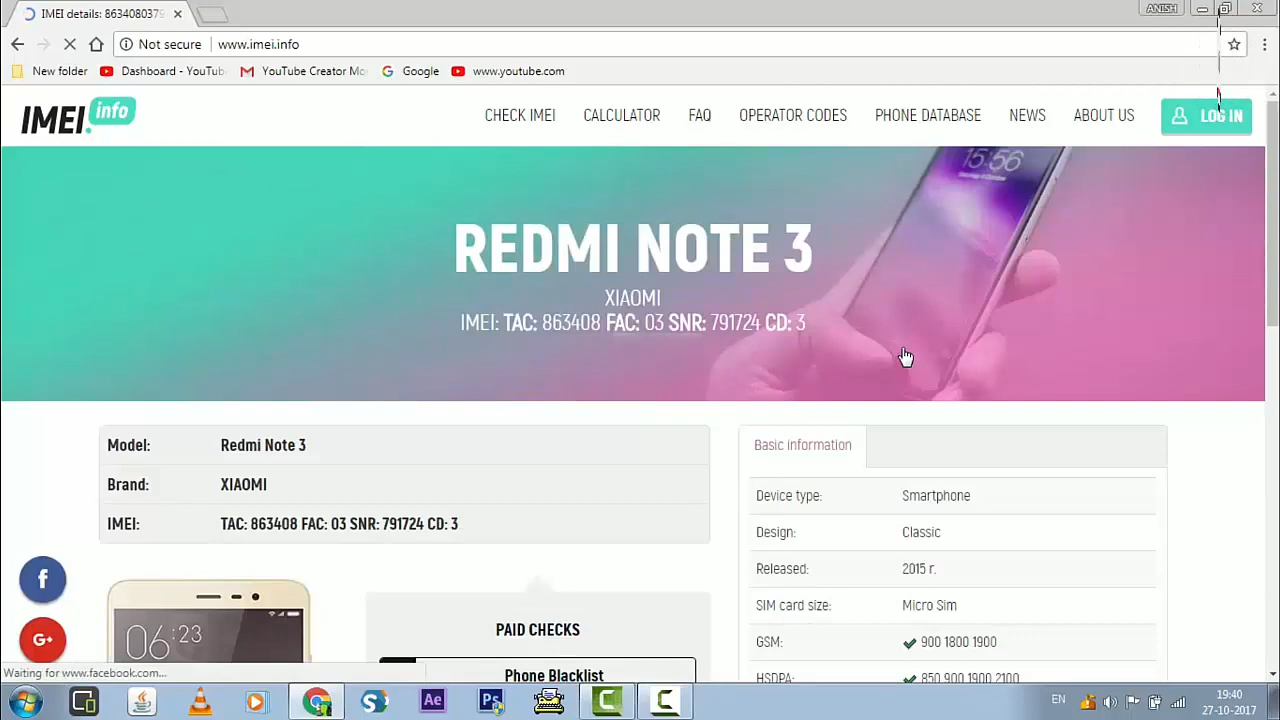 IMEI details: 8634080379
ANISH
Not secure
www.imei.info
New folder
Dashboard - YouTub
YouTube Creator Mo
Google
www.youtube.com
IMEI.info
CHECK IMEI
CALCULATOR
FAQ
OPERATOR CODES
PHONE DATABASE
NEWS
ABOUT US
LOG IN
15:56
REDMI NOTE 3
XIAOMI
IMEI: TAC: 863408 FAC: 03 SNR: 791724 CD: 3
Model: Redmi Note 3
Brand: XIAOMI
IMEI: TAC: 863408 FAC: 03 SNR: 791724 CD: 3
06:23
PAID CHECKS
Phone Blacklist
Basic information
Device type: Smartphone
Design: Classic
Released: 2015 r.
SIM card size: Micro Sim
GSM: 900 1800 1900
HSDPA: 850 900 1900 2100
Waiting for www.facebook.com...
EN
19:40
27-10-2017